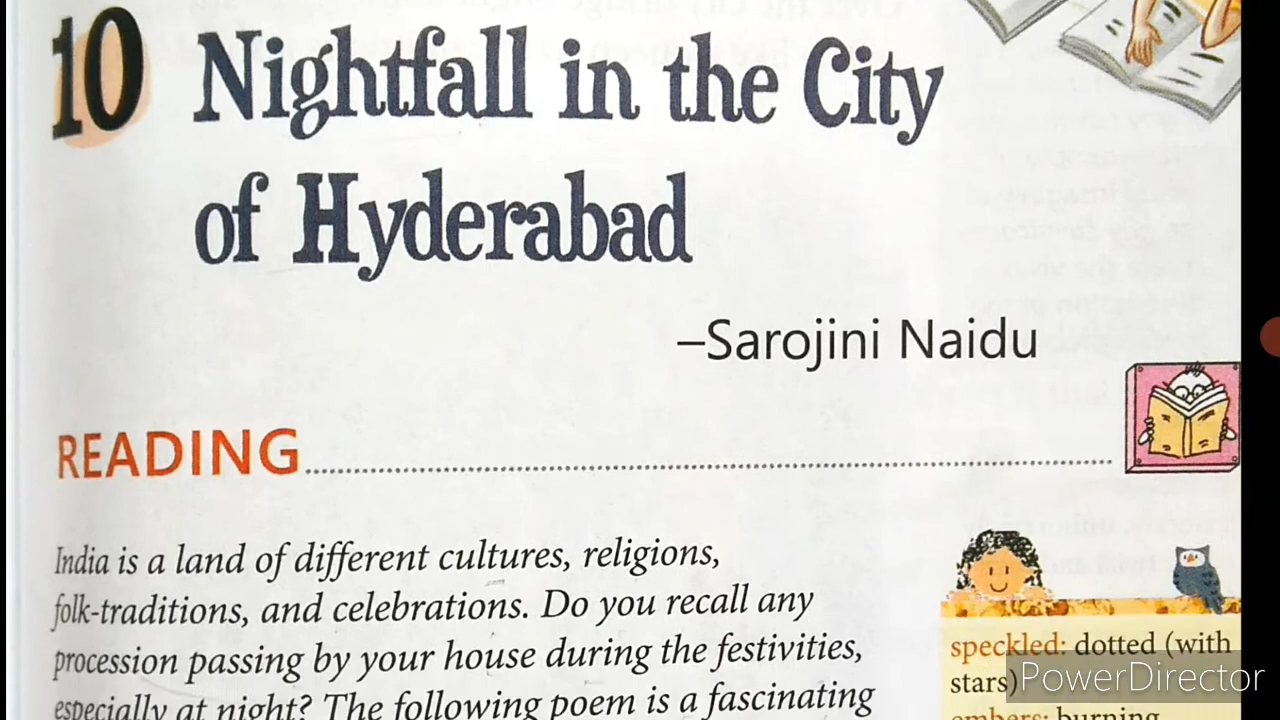 10 Nightfall in the City
of Hyderabad
–Sarojini Naidu
READING
India is a land of different cultures, religions,
folk-traditions, and celebrations. Do you recall any
procession passing by your house during the festivities,
especially at night? The following poem is a fascinating
speckled: dotted (with
stars)
embers: burning
PowerDirector